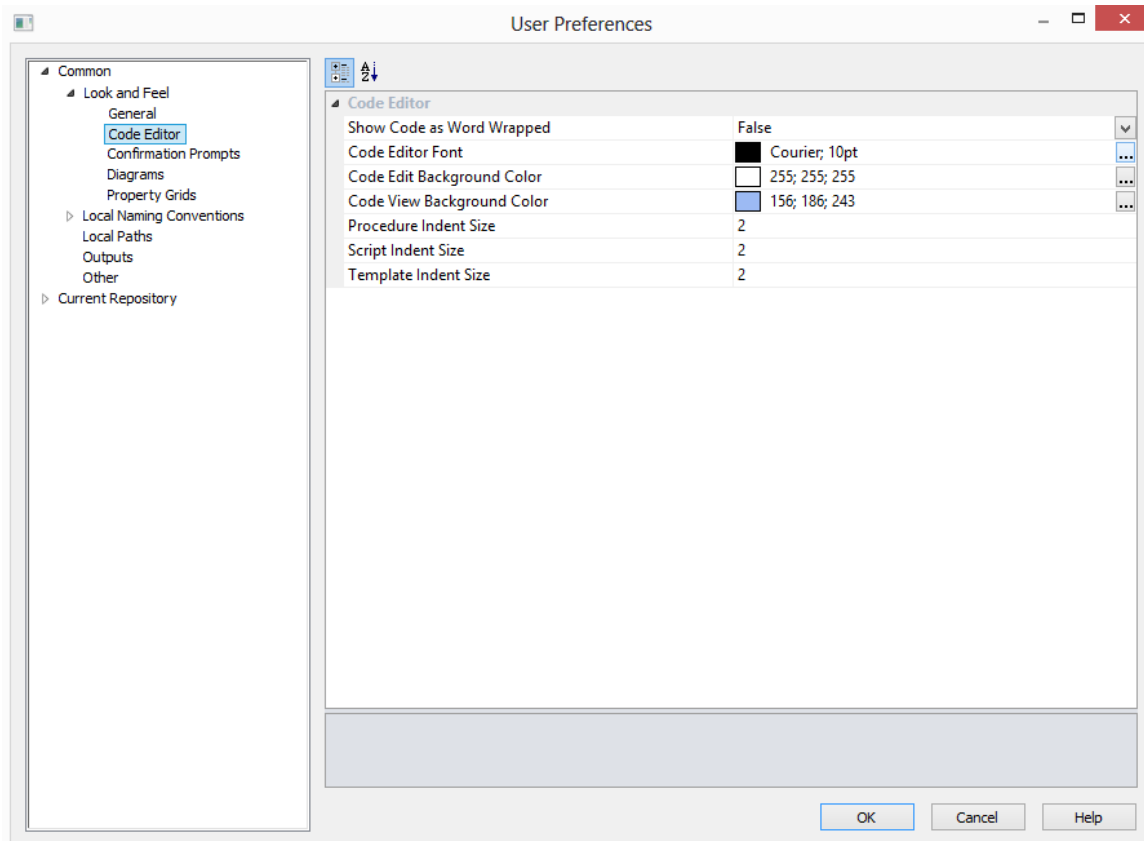 User Preferences
Common
Look and Feel
General
Code Editor
Confirmation Prompts
Diagrams
Property Grids
Local Naming Conventions
Local Paths
Outputs
Other
Current Repository
A
Z
Code Editor
Show Code as Word Wrapped False
Code Editor Font Courier; 10pt ...
Code Edit Background Color 255; 255; 255 ...
Code View Background Color 156; 186; 243 ...
Procedure Indent Size 2
Script Indent Size 2
Template Indent Size 2
OK Cancel Help